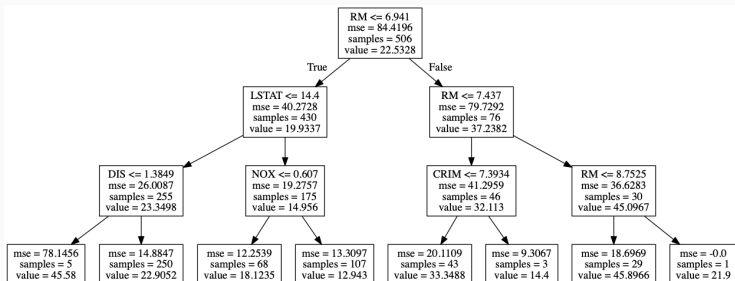 RM <= 6.941
mse = 84.4196
samples = 506
value = 22.5328
True
False
LSTAT <= 14.4
mse = 40.2728
samples = 430
value = 19.9337
RM <= 7.437
mse = 79.7292
samples = 76
value = 37.2382
DIS <= 1.3849
mse = 26.0087
samples = 255
value = 23.3498
NOX <= 0.607
mse = 19.2757
samples = 175
value = 14.956
CRIM <= 7.3934
mse = 41.2959
samples = 46
value = 32.113
RM <= 8.7525
mse = 36.6283
samples = 30
value = 45.0967
mse = 78.1456
samples = 5
value = 45.58
mse = 14.8847
samples = 250
value = 22.9052
mse = 12.2539
samples = 68
value = 18.1235
mse = 13.3097
samples = 107
value = 12.943
mse = 20.1109
samples = 43
value = 33.3488
mse = 9.3067
samples = 3
value = 14.4
mse = 18.6969
samples = 29
value = 45.8966
mse = -0.0
samples = 1
value = 21.9